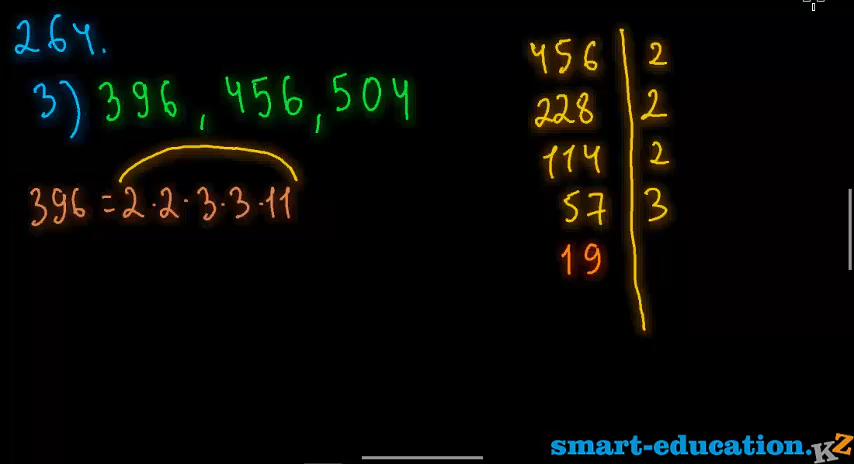 264.
3) 396, 456, 504
396 = 2·2·3·3·11
456 | 2
228 | 2
114 | 2
57 | 3
19 |
smart-education.KZ